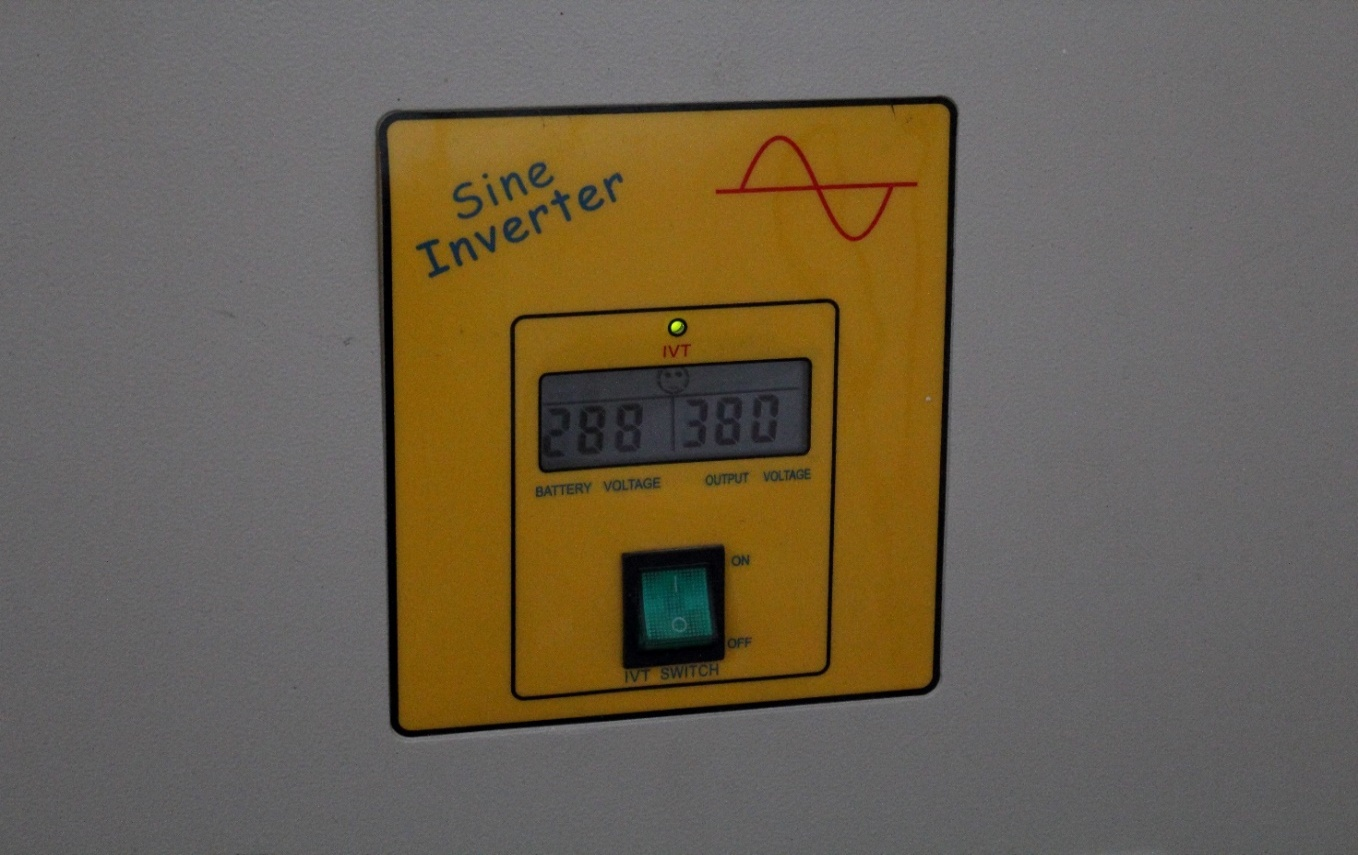 Sine
Inverter
IVT
288 380
BATTERY VOLTAGE OUTPUT VOLTAGE
ON
OFF
IVT SWITCH